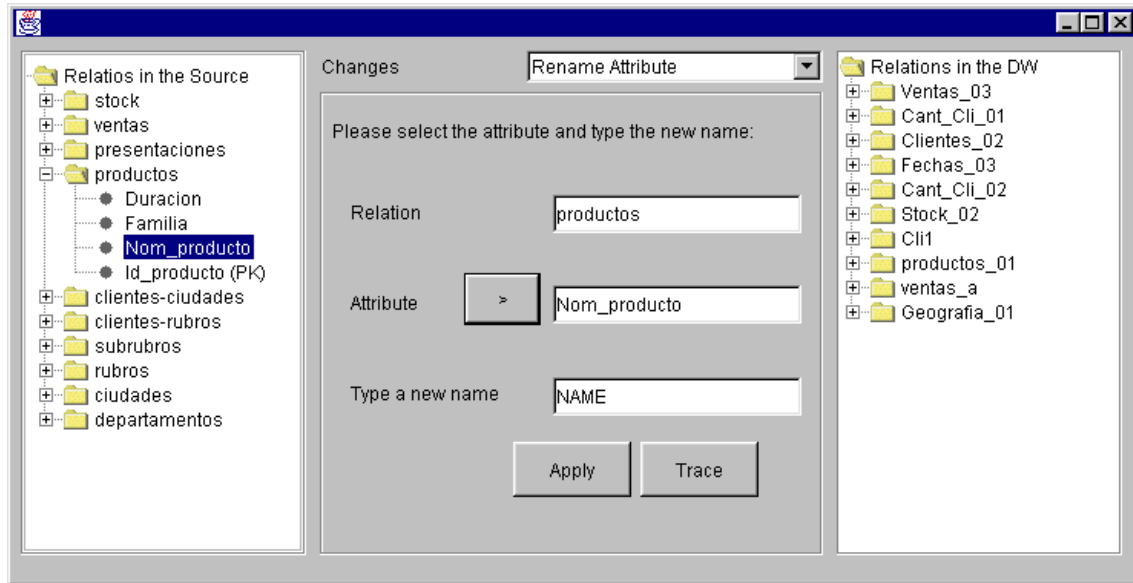 Relatios in the Source
stock
ventas
presentaciones
productos
Duracion
Familia
Nom_producto
Id_producto (PK)
clientes-ciudades
clientes-rubros
subrubros
rubros
ciudades
departamentos
Changes
Rename Attribute
Please select the attribute and type the new name:
Relation
productos
Attribute
>
Nom_producto
Type a new name
NAME
Apply
Trace
Relations in the DW
Ventas_03
Cant_Cli_01
Clientes_02
Fechas_03
Cant_Cli_02
Stock_02
Cli1
productos_01
ventas_a
Geografia_01